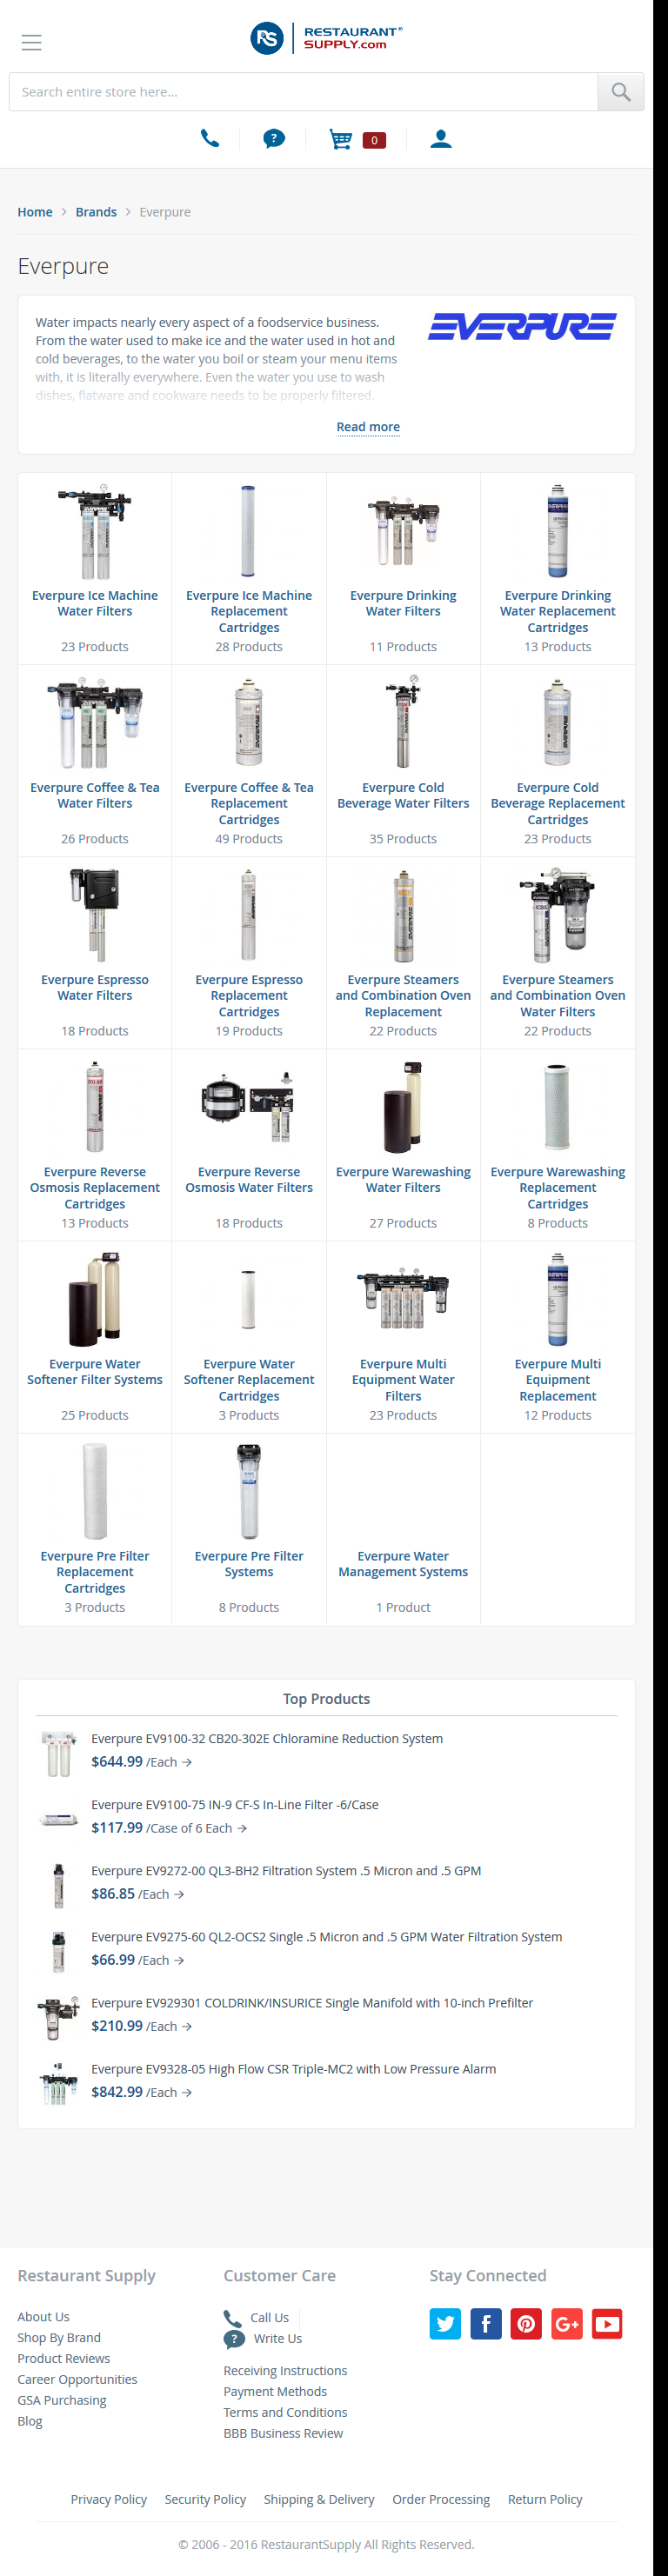 RS RESTAURANT
SUPPLY.com
Search entire store here...
?
0
Home > Brands > Everpure
Everpure
Water impacts nearly every aspect of a foodservice business.
From the water used to make ice and the water used in hot and
cold beverages, to the water you boil or steam your menu items
with, it is literally everywhere. Even the water you use to wash
dishes, flatware and cookware needs to be properly filtered.
EVERPURE
Read more
Everpure Ice Machine
Water Filters
23 Products
Everpure Ice Machine
Replacement
Cartridges
28 Products
Everpure Drinking
Water Filters
11 Products
Everpure Drinking
Water Replacement
Cartridges
13 Products
Everpure Coffee & Tea
Water Filters
26 Products
Everpure Coffee & Tea
Replacement
Cartridges
49 Products
Everpure Cold
Beverage Water Filters
35 Products
Everpure Cold
Beverage Replacement
Cartridges
23 Products
Everpure Espresso
Water Filters
18 Products
Everpure Espresso
Replacement
Cartridges
19 Products
Everpure Steamers
and Combination Oven
Replacement
22 Products
Everpure Steamers
and Combination Oven
Water Filters
22 Products
Everpure Reverse
Osmosis Replacement
Cartridges
13 Products
Everpure Reverse
Osmosis Water Filters
18 Products
Everpure Warewashing
Water Filters
27 Products
Everpure Warewashing
Replacement
Cartridges
8 Products
Everpure Water
Softener Filter Systems
25 Products
Everpure Water
Softener Replacement
Cartridges
3 Products
Everpure Multi
Equipment Water
Filters
23 Products
Everpure Multi
Equipment
Replacement
12 Products
Everpure Pre Filter
Replacement
Cartridges
3 Products
Everpure Pre Filter
Systems
8 Products
Everpure Water
Management Systems
1 Product
Top Products
Everpure EV9100-32 CB20-302E Chloramine Reduction System
$644.99 /Each →
Everpure EV9100-75 IN-9 CF-S In-Line Filter -6/Case
$117.99 /Case of 6 Each →
Everpure EV9272-00 QL3-BH2 Filtration System .5 Micron and .5 GPM
$86.85 /Each →
Everpure EV9275-60 QL2-OCS2 Single .5 Micron and .5 GPM Water Filtration System
$66.99 /Each →
Everpure EV929301 COLDRINK/INSURICE Single Manifold with 10-inch Prefilter
$210.99 /Each →
Everpure EV9328-05 High Flow CSR Triple-MC2 with Low Pressure Alarm
$842.99 /Each →
Restaurant Supply
About Us
Shop By Brand
Product Reviews
Career Opportunities
GSA Purchasing
Blog
Customer Care
Call Us
? Write Us
Receiving Instructions
Payment Methods
Terms and Conditions
BBB Business Review
Stay Connected
f G+
Privacy Policy Security Policy Shipping & Delivery Order Processing Return Policy
© 2006 - 2016 RestaurantSupply All Rights Reserved.